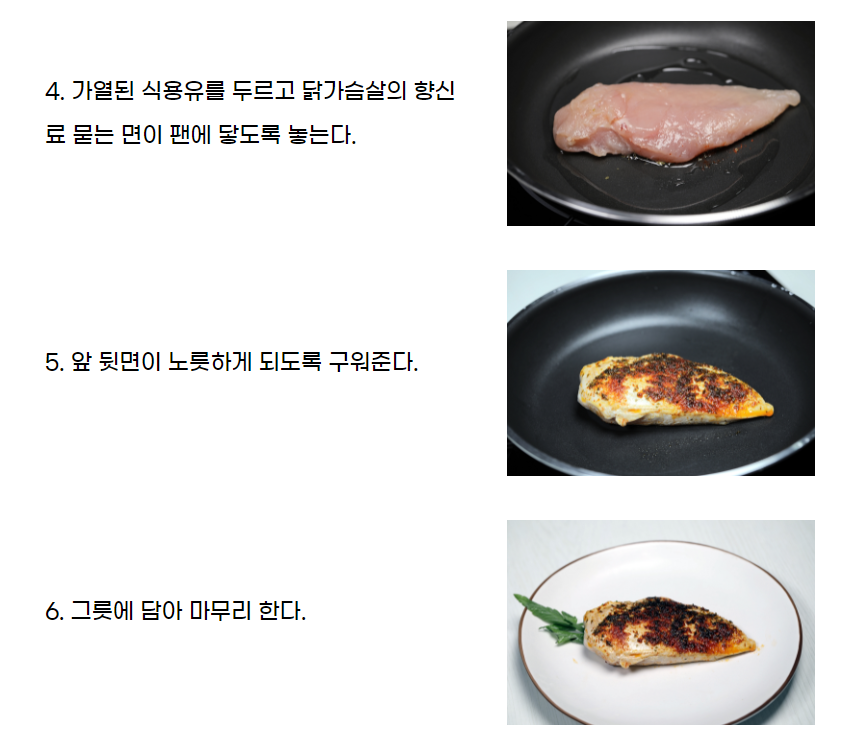 4. 가열된 식용유를 두르고 닭가슴살의 향신
료 묻는 면이 팬에 닿도록 놓는다.
5. 앞 뒷면이 노릇하게 되도록 구워준다.
6. 그릇에 담아 마무리 한다.